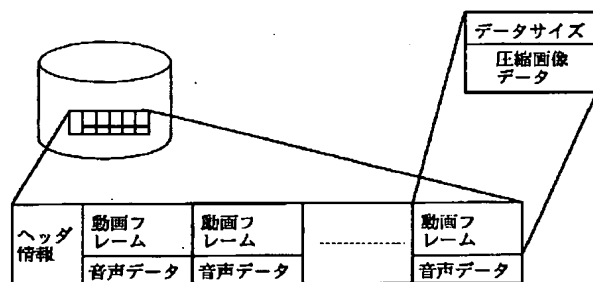 データサイズ
圧縮画像
データ
ヘッダ
情報
動画フ
レーム
音声データ
動画フ
レーム
音声データ
動画フ
レーム
音声データ